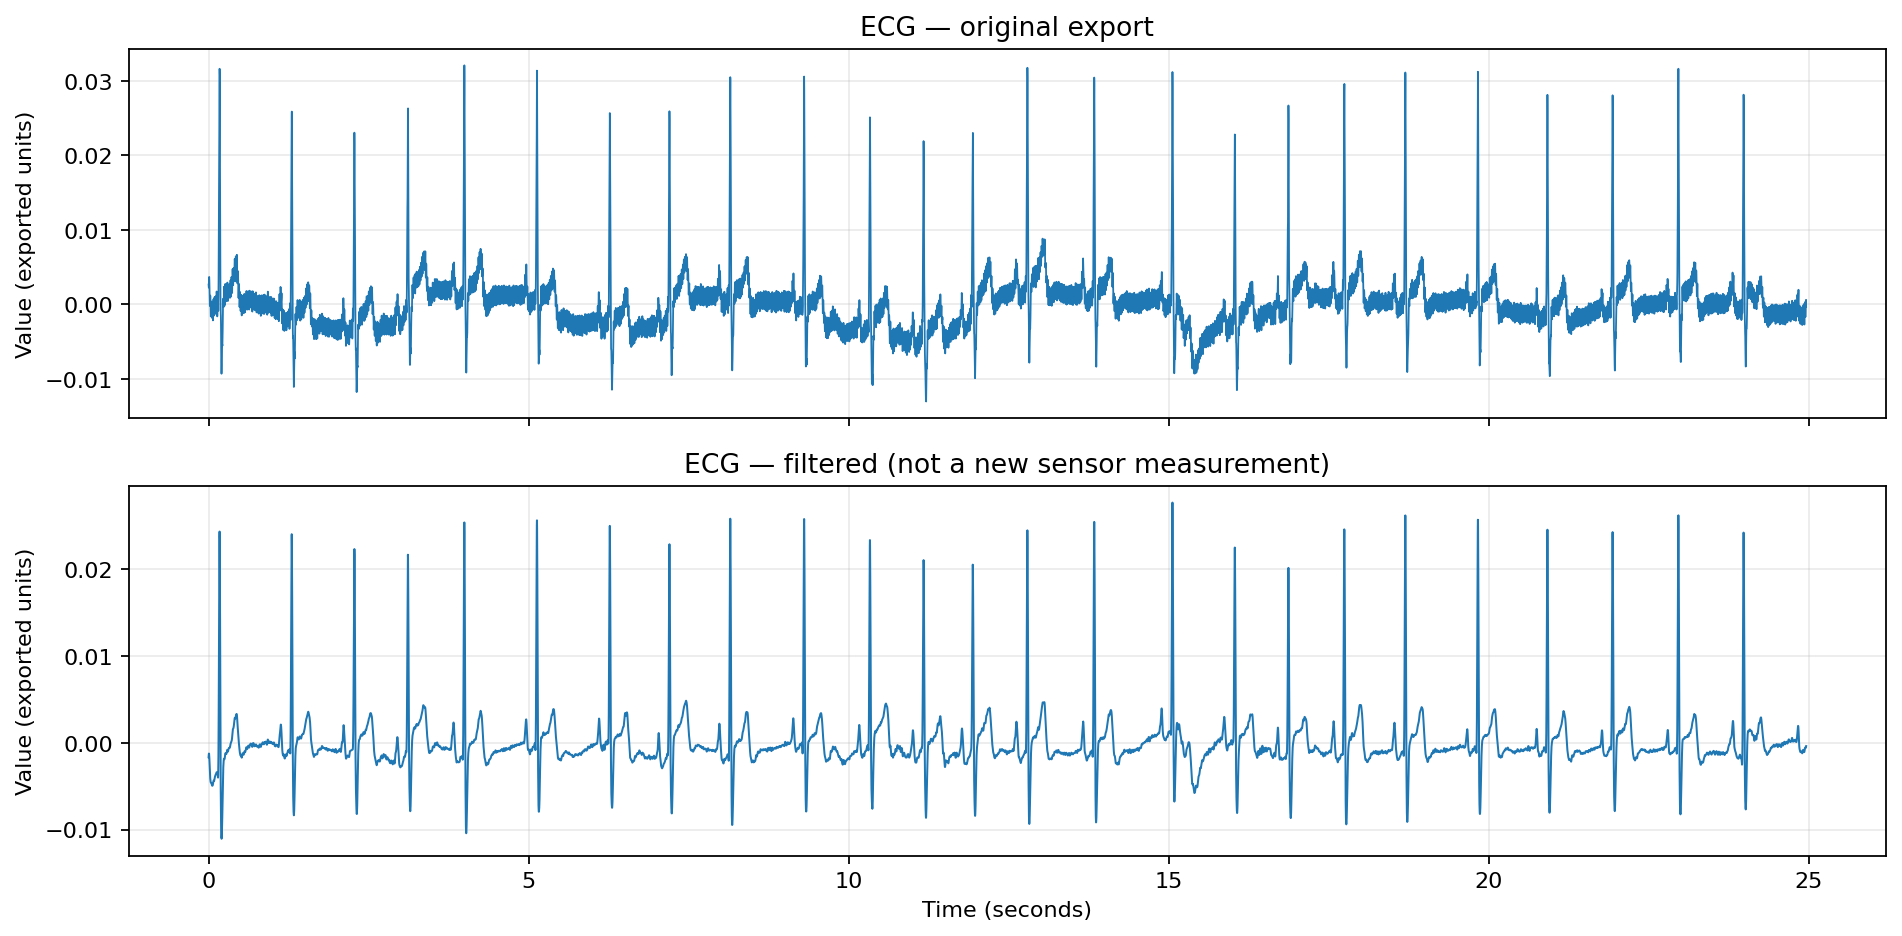 ECG — original export
Value (exported units)
0.03
0.02
0.01
0.00
−0.01
ECG — filtered (not a new sensor measurement)
Value (exported units)
0.02
0.01
0.00
−0.01
0 5 10 15 20 25
Time (seconds)